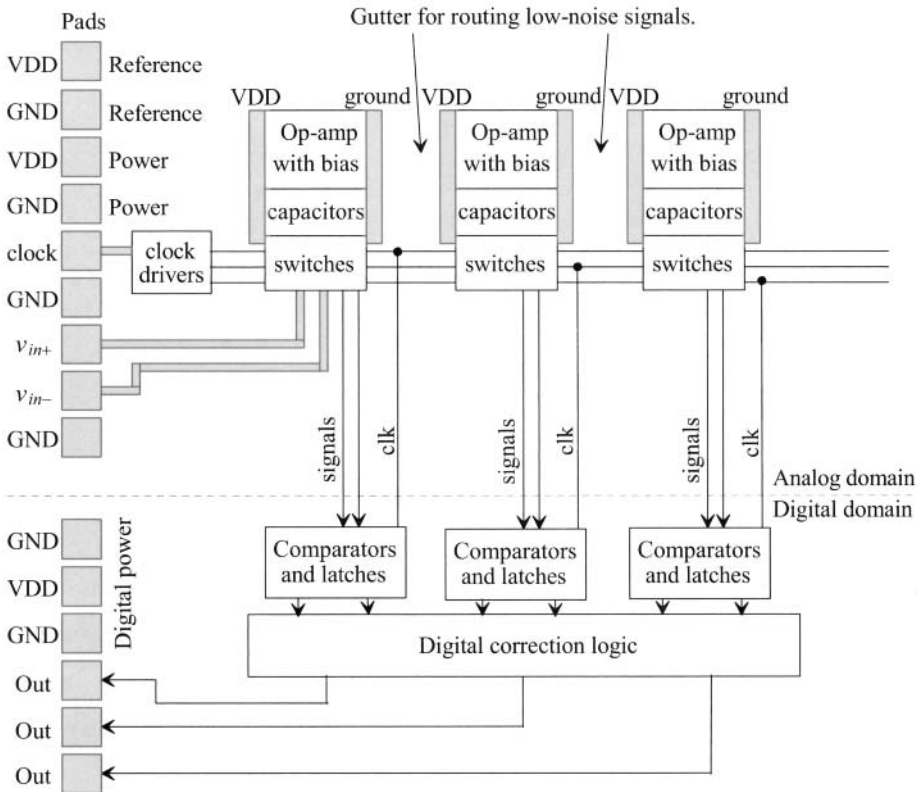 Gutter for routing low-noise signals.
Pads
VDD Reference
GND Reference
VDD Power
GND Power
clock
GND
vin+
vin−
GND
clock
drivers
VDD ground VDD ground VDD ground
Op-amp
with bias
capacitors
switches
Op-amp
with bias
capacitors
switches
Op-amp
with bias
capacitors
switches
signals
clk
signals
clk
signals
clk
Analog domain
Digital domain
GND
VDD
GND
Digital power
Out
Out
Out
Comparators
and latches
Comparators
and latches
Comparators
and latches
Digital correction logic